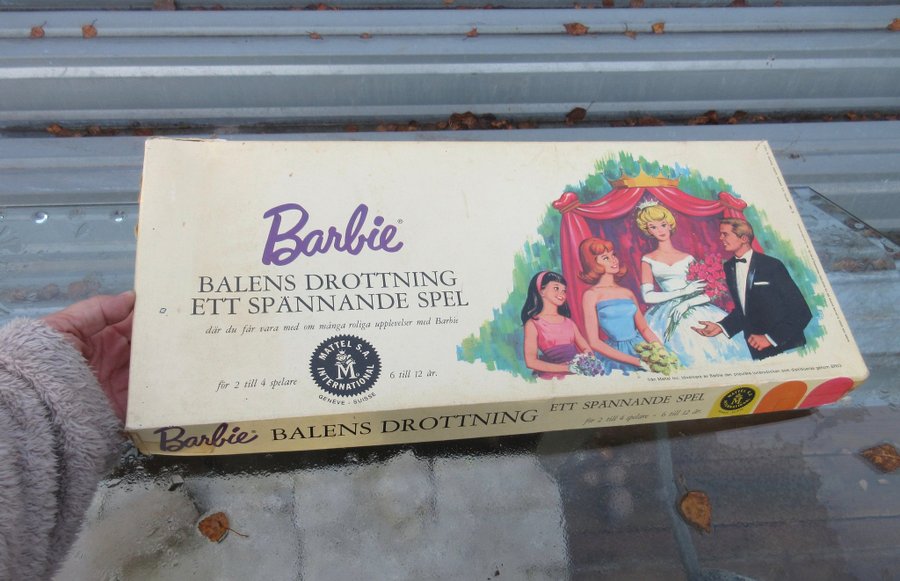 Barbie®
BALENS DROTTNING
ETT SPÄNNANDE SPEL
där du får vara med om många roliga upplevelser med Barbie
för 2 till 4 spelare
MATTEL S.A.
M
INTERNATIONAL
GENÈVE - SUISSE
6 till 12 år.
Barbie BALENS DROTTNING ETT SPÄNNANDE SPEL
för 2 till 4 spelare - 6 till 12 år.
M